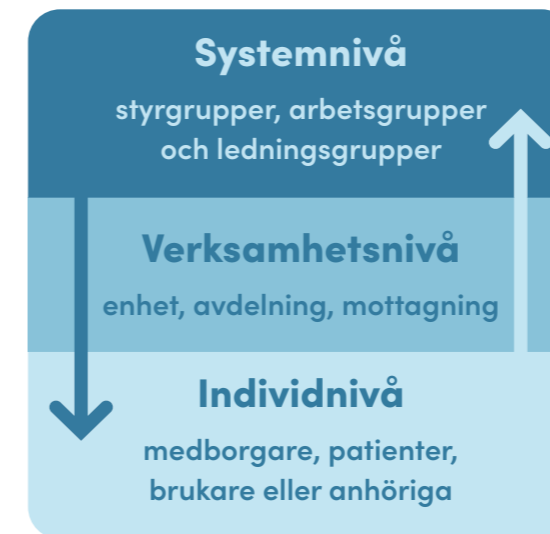 Systemnivå
styrgrupper, arbetsgrupper
och ledningsgrupper
Verksamhetsnivå
enhet, avdelning, mottagning
Individnivå
medborgare, patienter,
brukare eller anhöriga